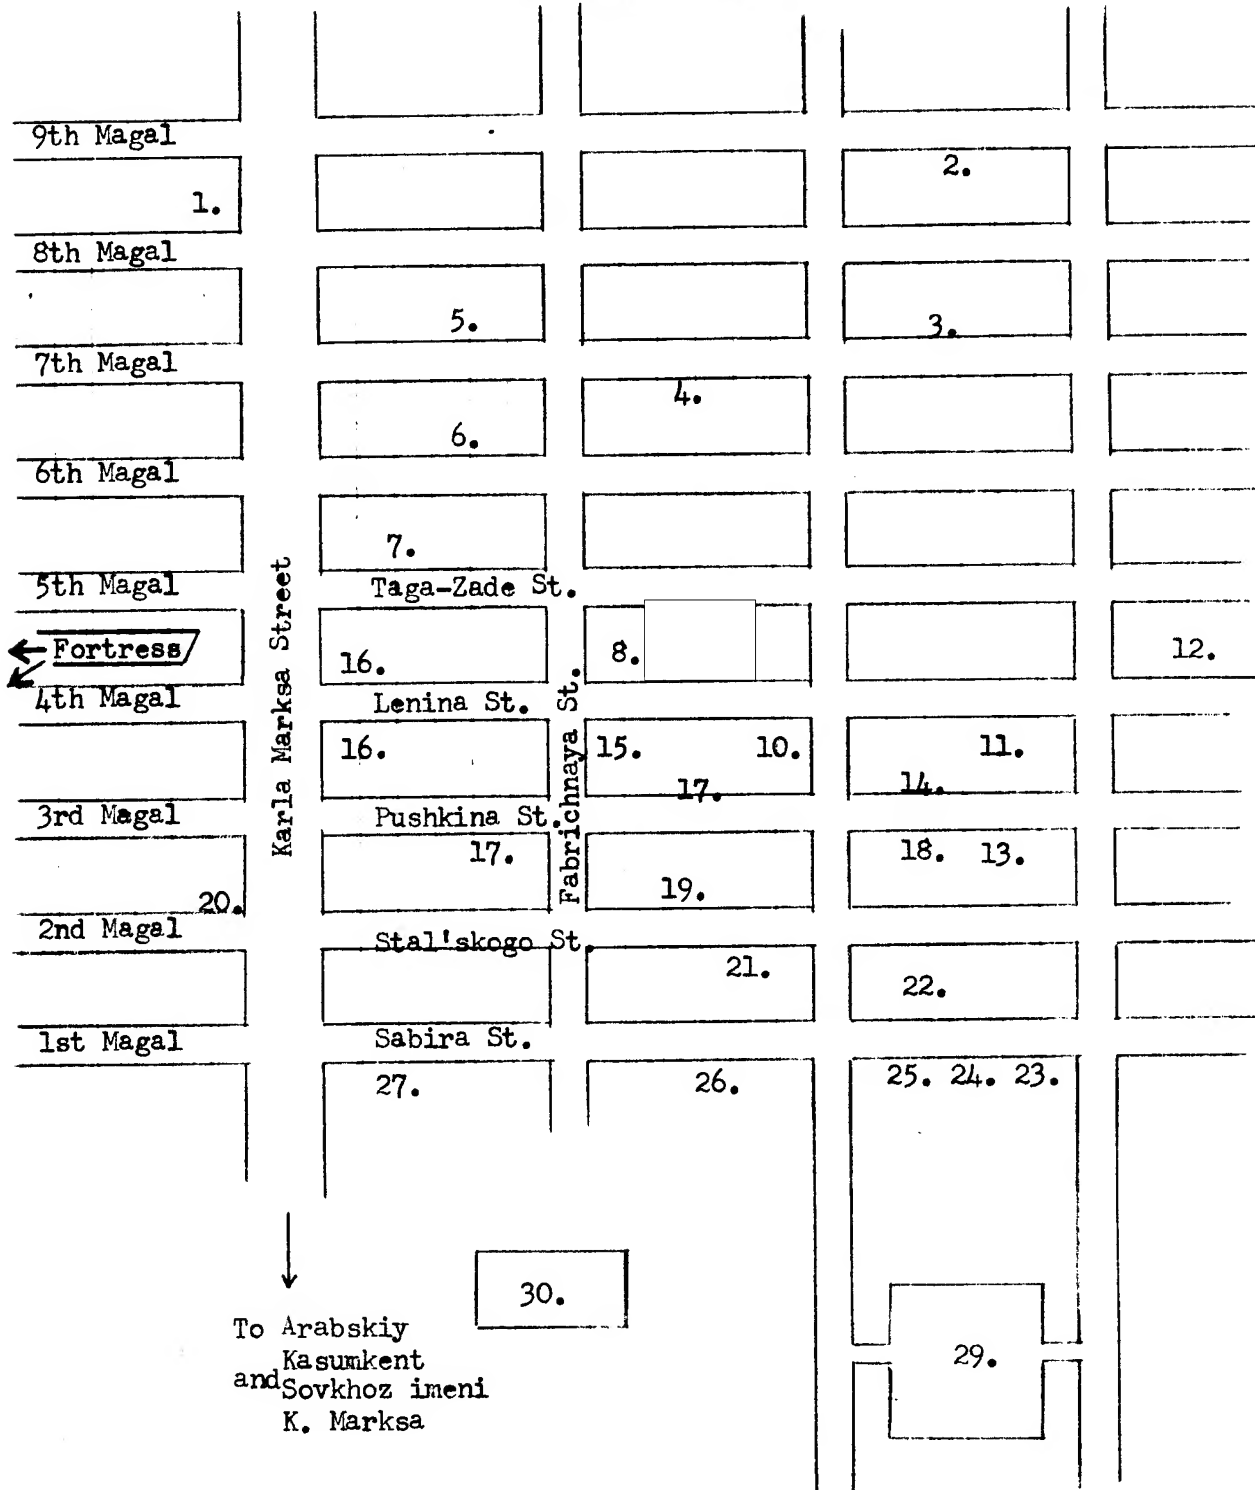 9th Magal
2.
1.
8th Magal
5.
3.
7th Magal
4.
6.
6th Magal
7.
5th Magal
Taga-Zade St.
Karla Marksa Street
Fortress
16.
8.
12.
4th Magal
Lenina St.
Fabrichnaya St.
16.
15.
10.
11.
17.
14.
3rd Magal
Pushkina St.
17.
18. 13.
20.
19.
2nd Magal
Stal'skogo St.
21.
22.
1st Magal
Sabira St.
27.
26.
25. 24. 23.
30.
29.
To Arabskiy
Kasumkent
and Sovkhoz imeni
K. Marksa